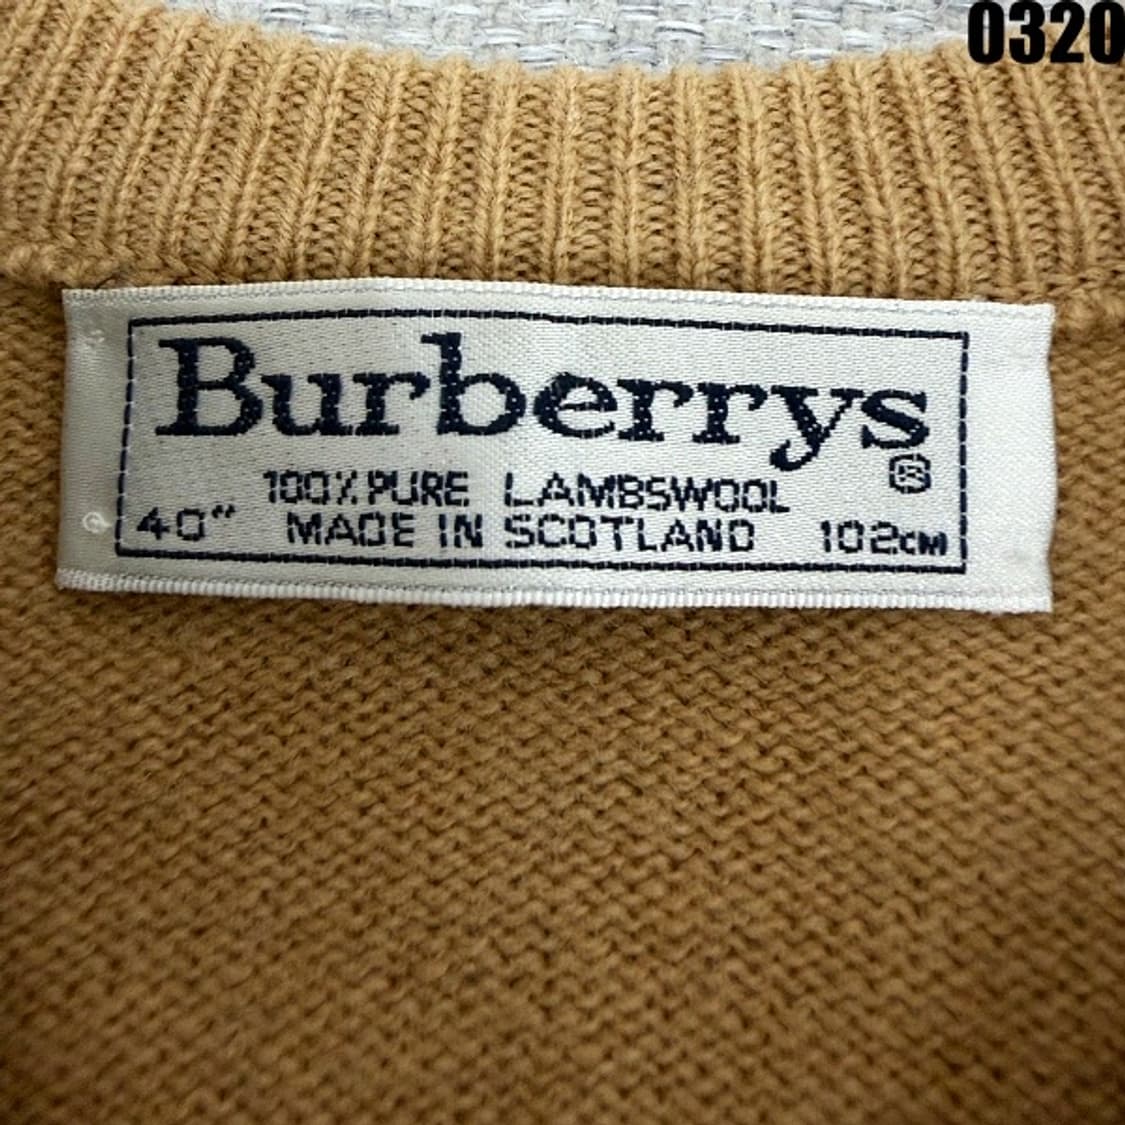 0320
Burberrys
®
100% PURE LAMBSWOOL
40" MADE IN SCOTLAND 102CM